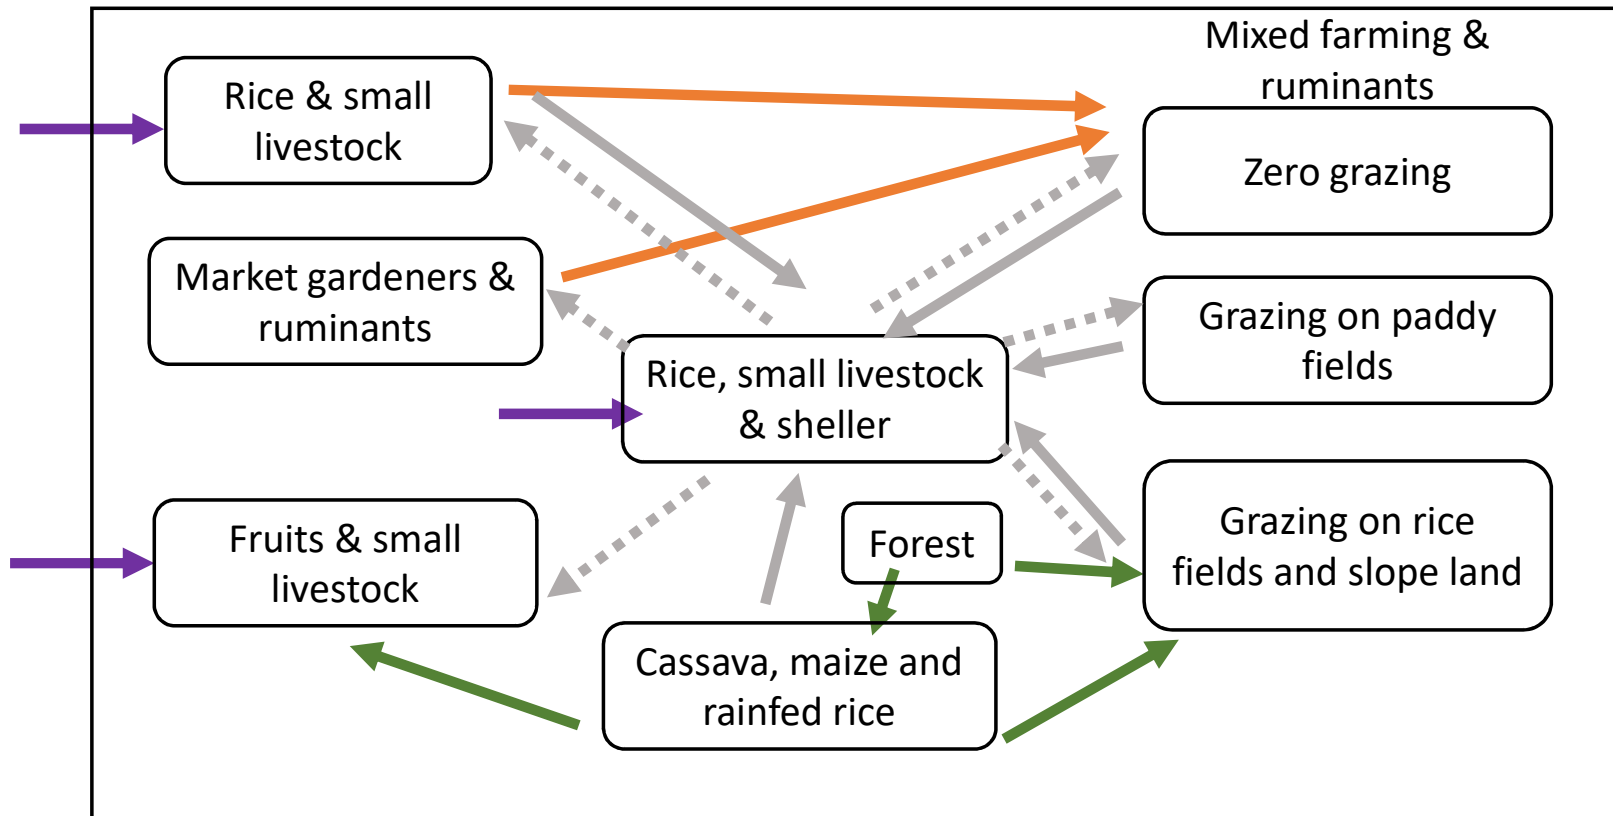 Mixed farming &
ruminants
Rice & small
livestock
Zero grazing
Market gardeners &
ruminants
Grazing on paddy
fields
Rice, small livestock
& sheller
Fruits & small
livestock
Forest
Grazing on rice
fields and slope land
Cassava, maize and
rainfed rice